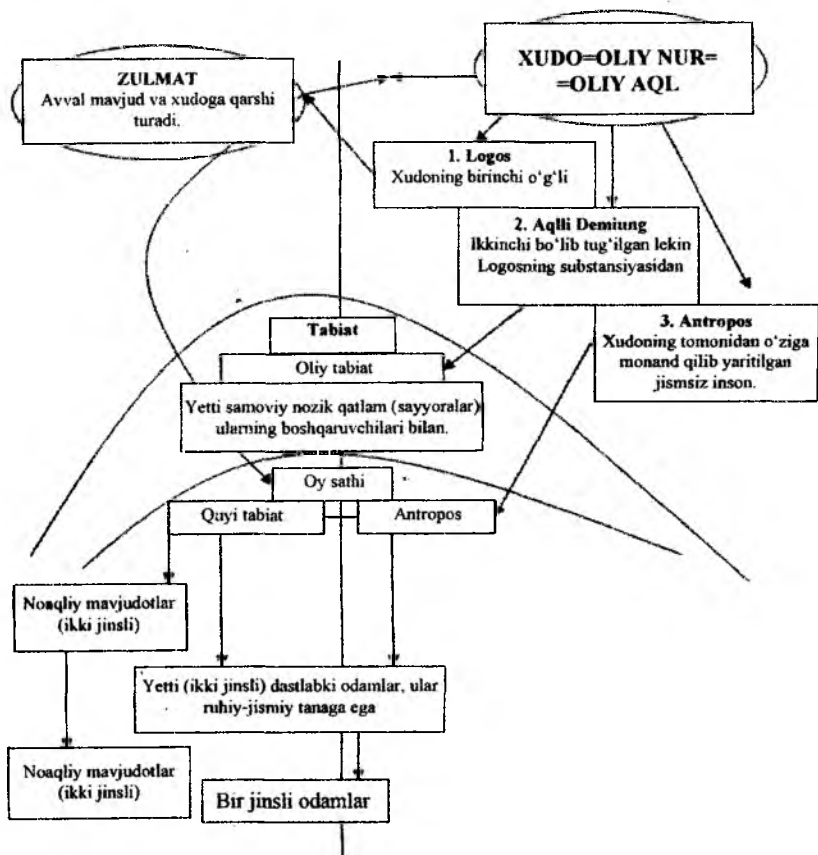 XUDO=OLIY NUR=
=OLIY AQL
ZULMAT
Avval mavjud va xudoga qarshi
turadi.
1. Logos
Xudoning birinchi o‘g‘li
2. Aqlli Demiung
Ikkinchi bo‘lib tug‘ilgan lekin
Logosning substansiyasidan
3. Antropos
Xudoning tomonidan o‘ziga
monand qilib yaritilgan
jismsiz inson.
Tabiat
Oliy tabiat
Yetti samoviy nozik qatlam (sayyoralar)
ularning boshqaruvchilari bilan.
Oy sathi
Quyi tabiat
Antropos
Noaqliy mavjudotlar
(ikki jinsli)
Yetti (ikki jinsli) dastlabki odamlar, ular
ruhiy-jismiy tanaga ega
Noaqliy mavjudotlar
(ikki jinsli)
Bir jinsli odamlar